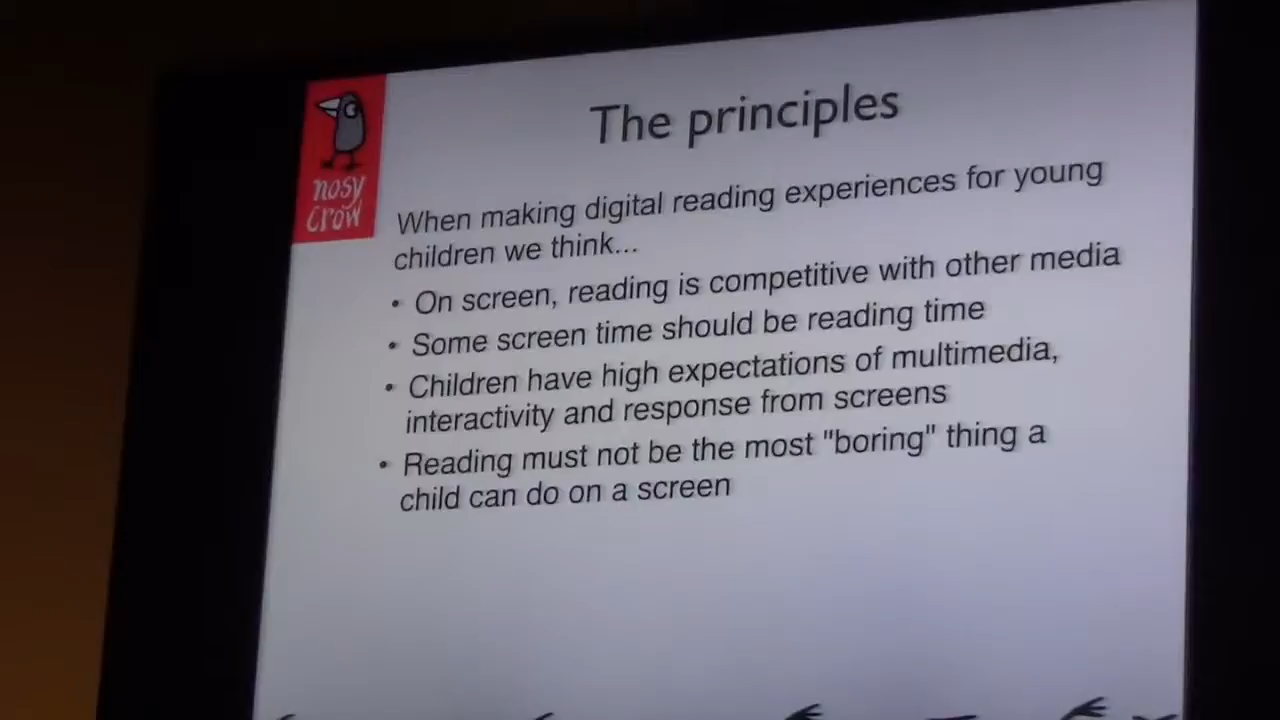 The principles
nosy
crow
When making digital reading experiences for young
children we think...
• On screen, reading is competitive with other media
• Some screen time should be reading time
• Children have high expectations of multimedia,
interactivity and response from screens
• Reading must not be the most "boring" thing a
child can do on a screen